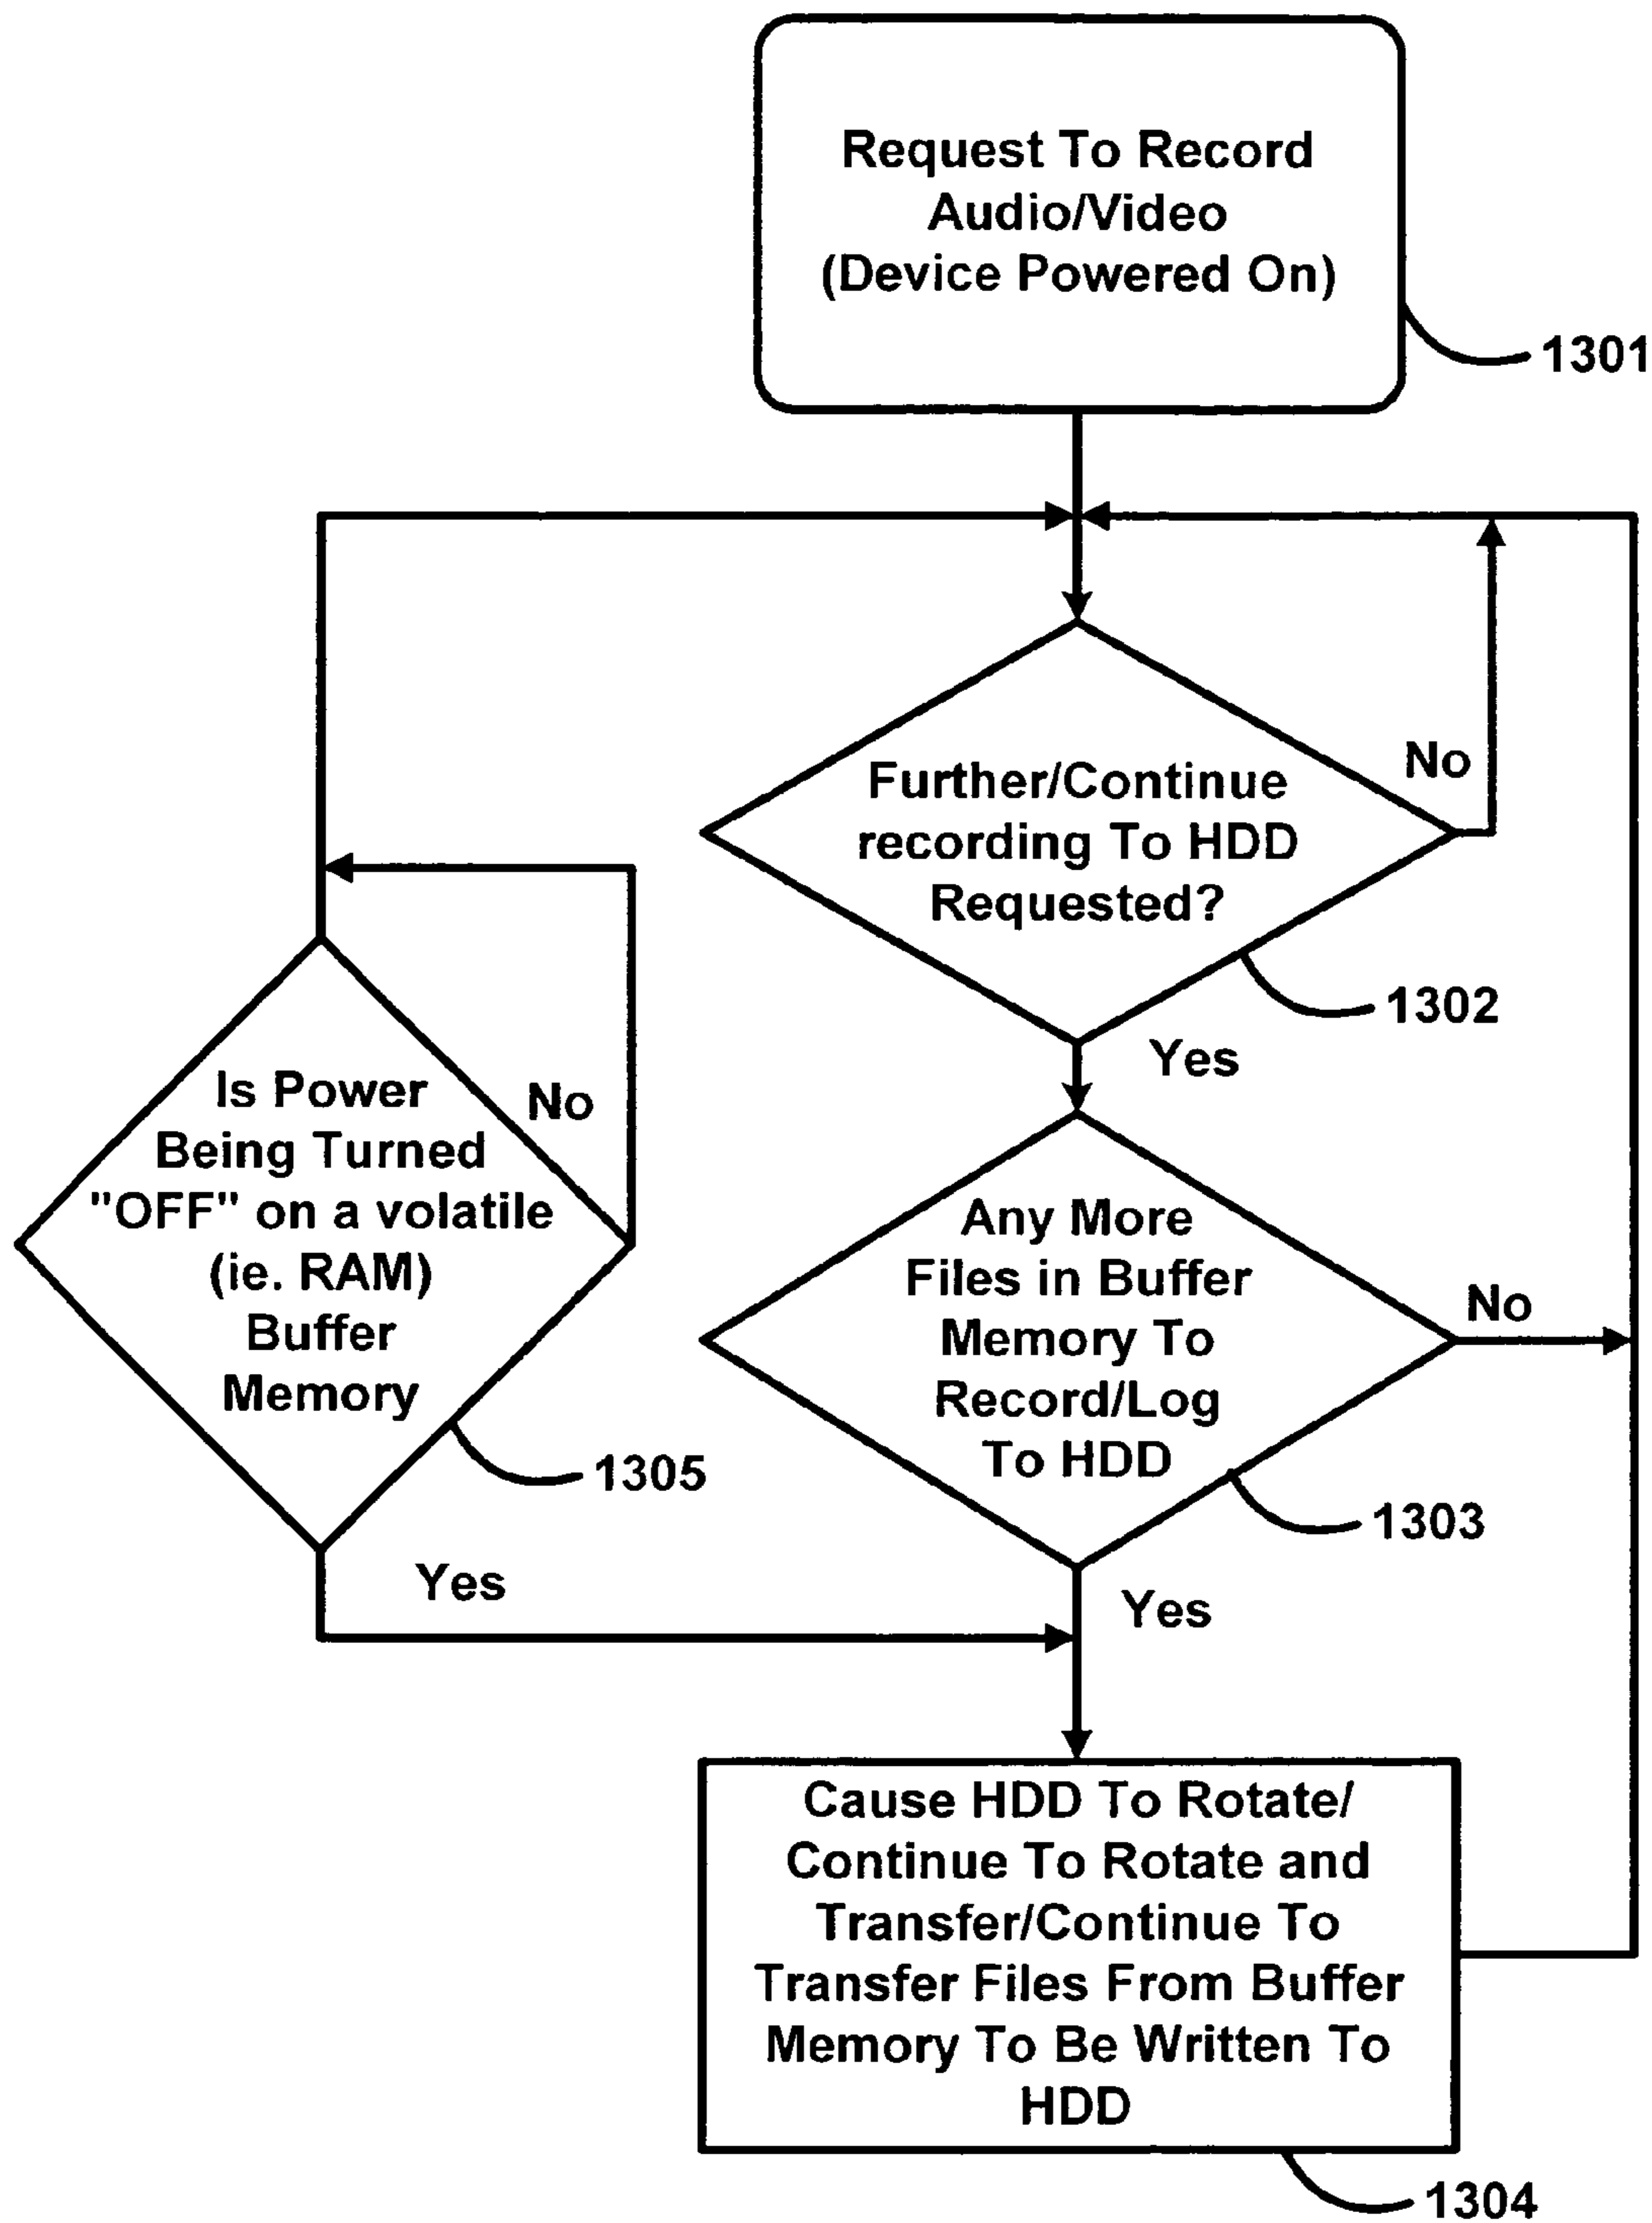 Request To Record
Audio/Video
(Device Powered On)
1301
Further/Continue
recording To HDD
Requested?
No
1302
Yes
Is Power
Being Turned
"OFF" on a volatile
(ie. RAM)
Buffer
Memory
No
1305
Yes
Any More
Files in Buffer
Memory To
Record/Log
To HDD
No
1303
Yes
Cause HDD To Rotate/
Continue To Rotate and
Transfer/Continue To
Transfer Files From Buffer
Memory To Be Written To
HDD
1304